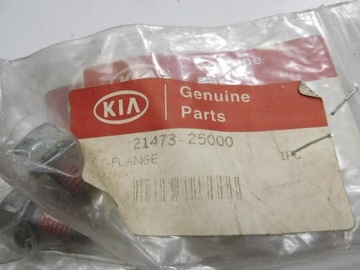 KIA
Genuine
Parts
21473-25000
-FLANGE
1PC